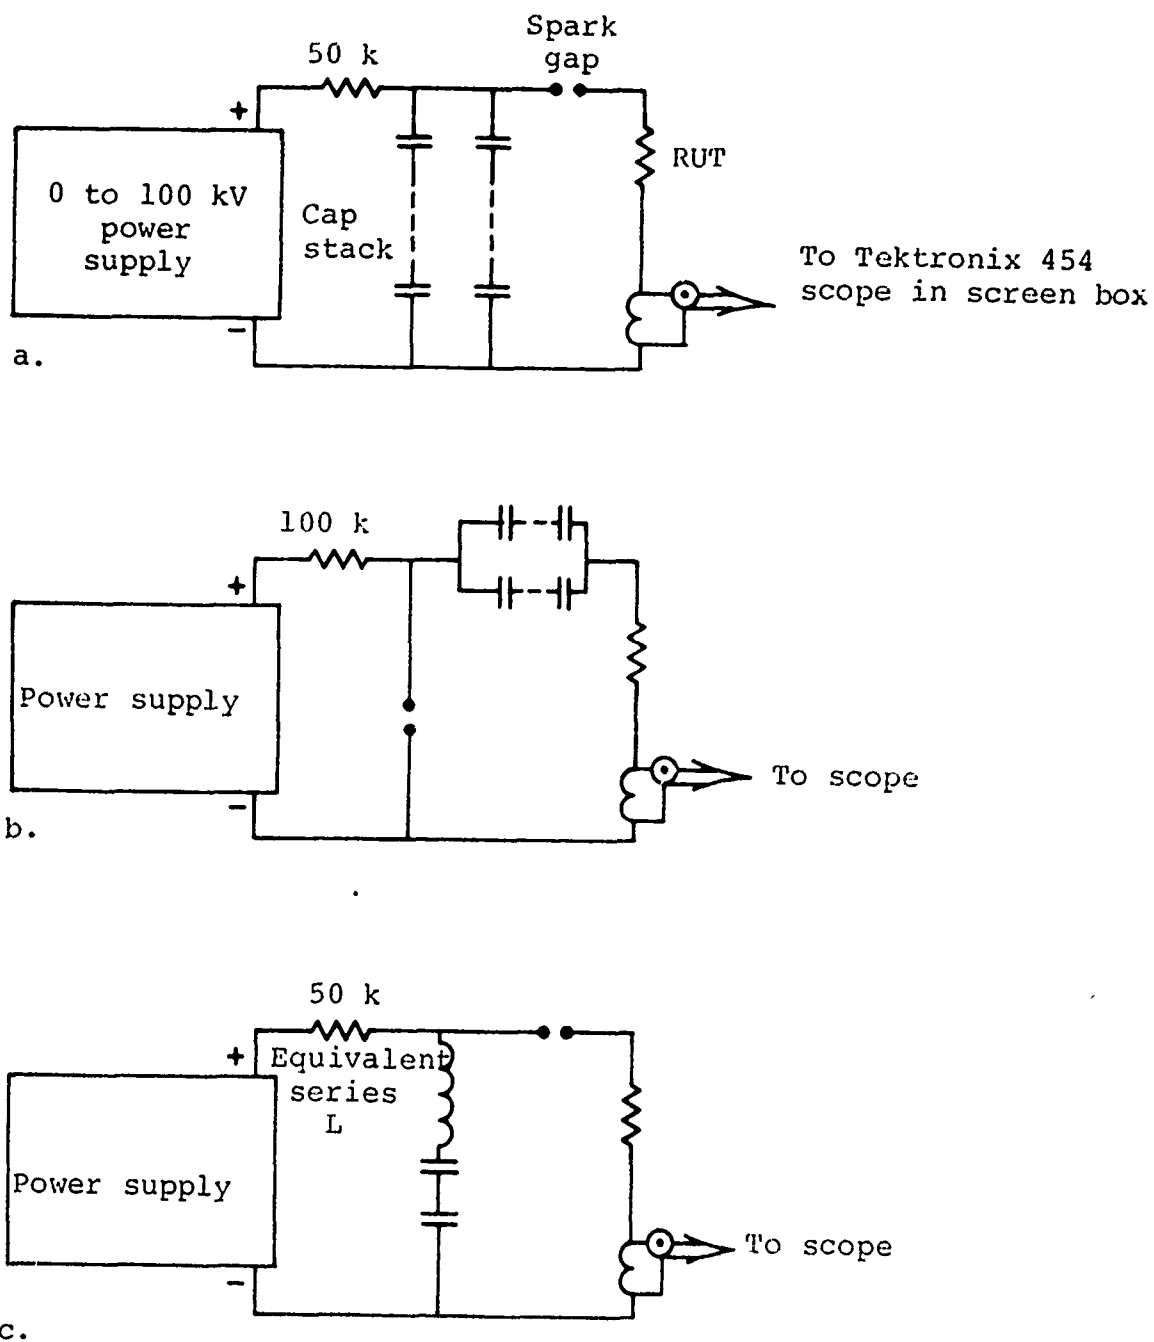 Spark
gap
50 k
+
0 to 100 kV
power
supply
Cap
stack
RUT
To Tektronix 454
scope in screen box
−
a.
100 k
+
Power supply
To scope
−
b.
50 k
+
Equivalent
series
L
Power supply
To scope
−
c.